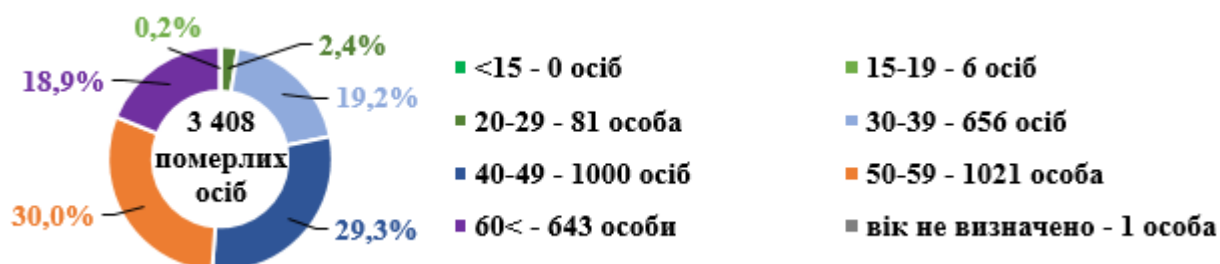 0,2%
2,4%
18,9%
19,2%
3 408
померлих
осіб
30,0%
29,3%
<15 - 0 осіб
15-19 - 6 осіб
20-29 - 81 особа
30-39 - 656 осіб
40-49 - 1000 осіб
50-59 - 1021 особа
60< - 643 особи
вік не визначено - 1 особа